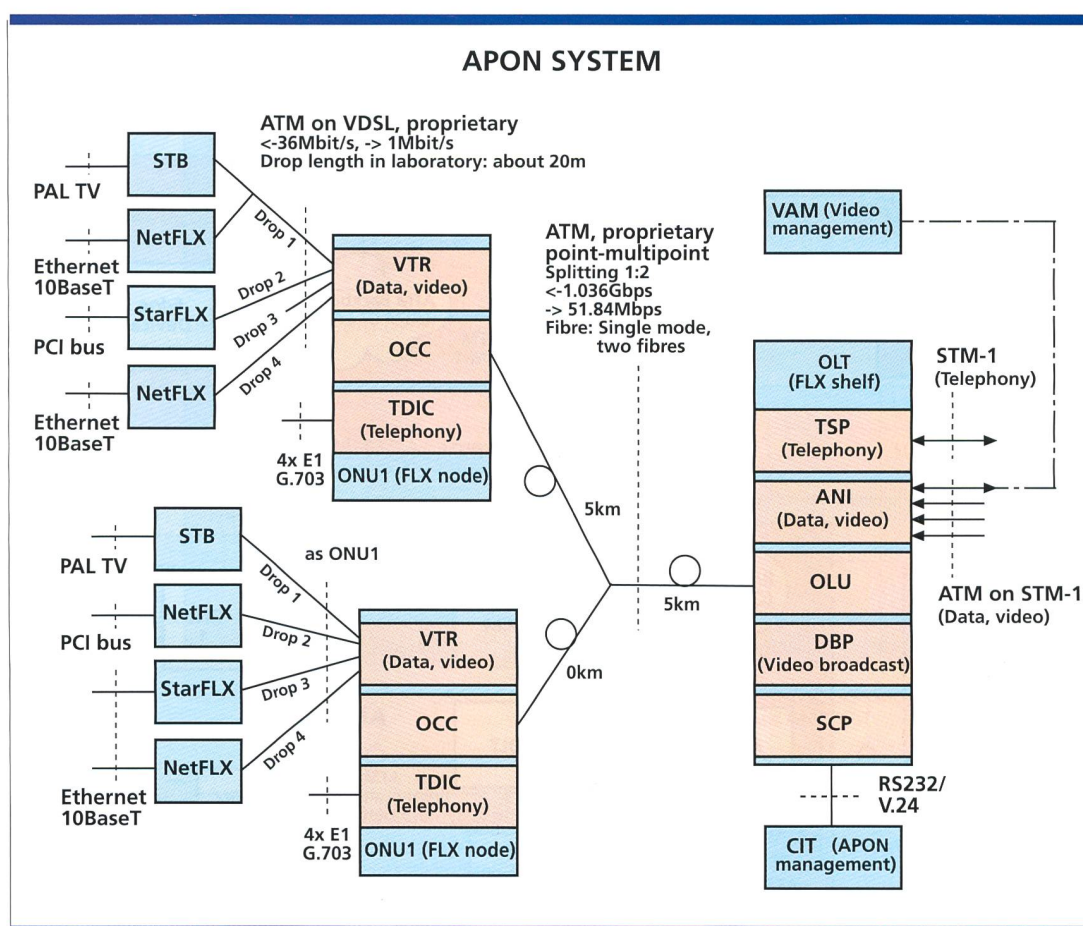 APON SYSTEM
ATM on VDSL, proprietary
<-36Mbit/s, -> 1Mbit/s
Drop length in laboratory: about 20m
STB
PAL TV
NetFLX
Ethernet
10BaseT
StarFLX
PCI bus
NetFLX
Ethernet
10BaseT
Drop 1
Drop 2
Drop 3
Drop 4
VTR
(Data, video)
OCC
TDIC
(Telephony)
ONU1 (FLX node)
4x E1
G.703
ATM, proprietary
point-multipoint
Splitting 1:2
<-1.036Gbps
-> 51.84Mbps
Fibre: Single mode,
two fibres
VAM (Video
management)
5km
5km
0km
OLT
(FLX shelf)
TSP
(Telephony)
ANI
(Data, video)
OLU
DBP
(Video broadcast)
SCP
STM-1
(Telephony)
ATM on STM-1
(Data, video)
RS232/
V.24
CIT (APON
management)
STB
PAL TV
NetFLX
PCI bus
StarFLX
NetFLX
Ethernet
10BaseT
as ONU1
Drop 1
Drop 2
Drop 3
Drop 4
VTR
(Data, video)
OCC
TDIC
(Telephony)
ONU1 (FLX node)
4x E1
G.703